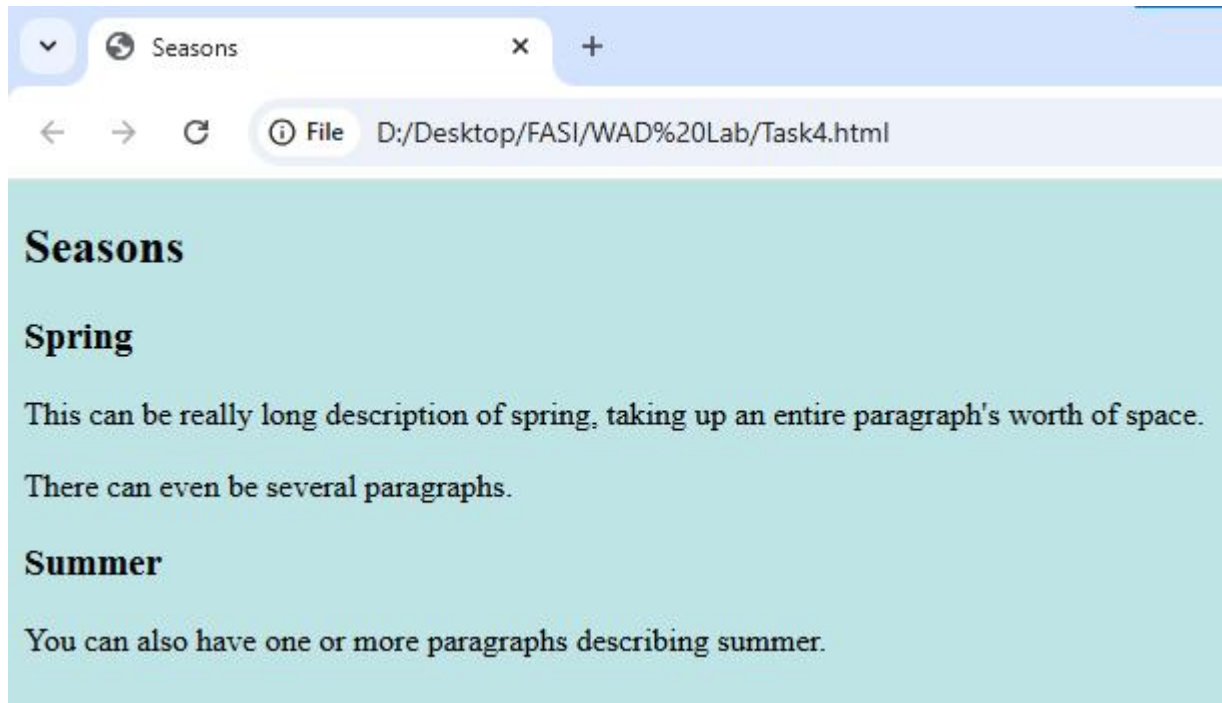 Seasons
File D:/Desktop/FASI/WAD%20Lab/Task4.html
Seasons
Spring
This can be really long description of spring, taking up an entire paragraph's worth of space.
There can even be several paragraphs.
Summer
You can also have one or more paragraphs describing summer.